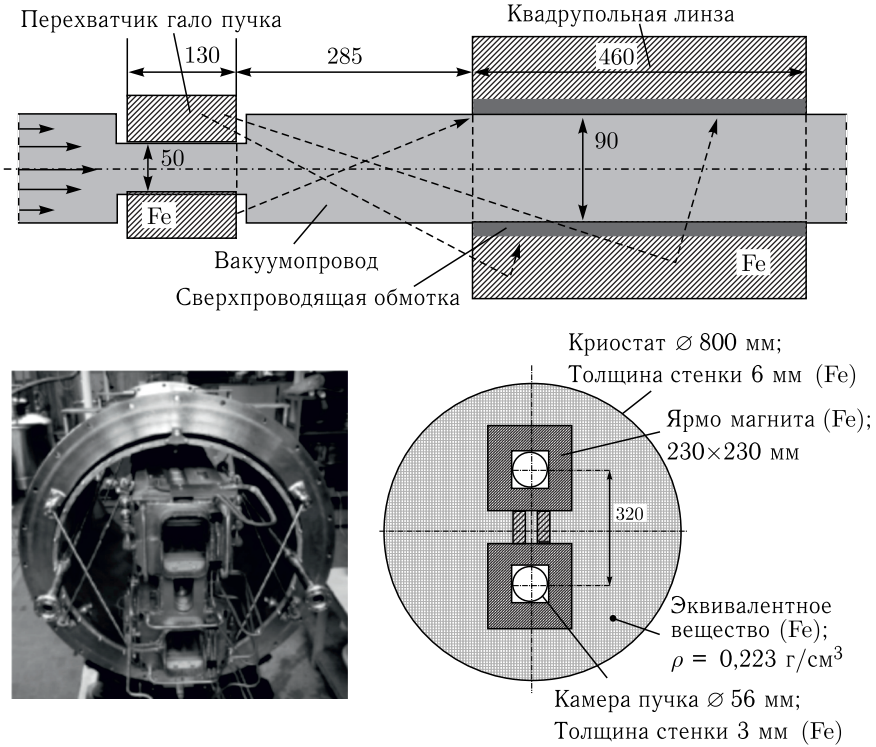 Перехватчик гало пучка
Квадрупольная линза
130
285
460
50
90
Fe
Вакуумопровод
Сверхпроводящая обмотка
Fe
Криостат ∅ 800 мм;
Толщина стенки 6 мм (Fe)
Ярмо магнита (Fe);
230×230 мм
320
Эквивалентное
вещество (Fe);
ρ = 0,223 г/см³
Камера пучка ∅ 56 мм;
Толщина стенки 3 мм (Fe)